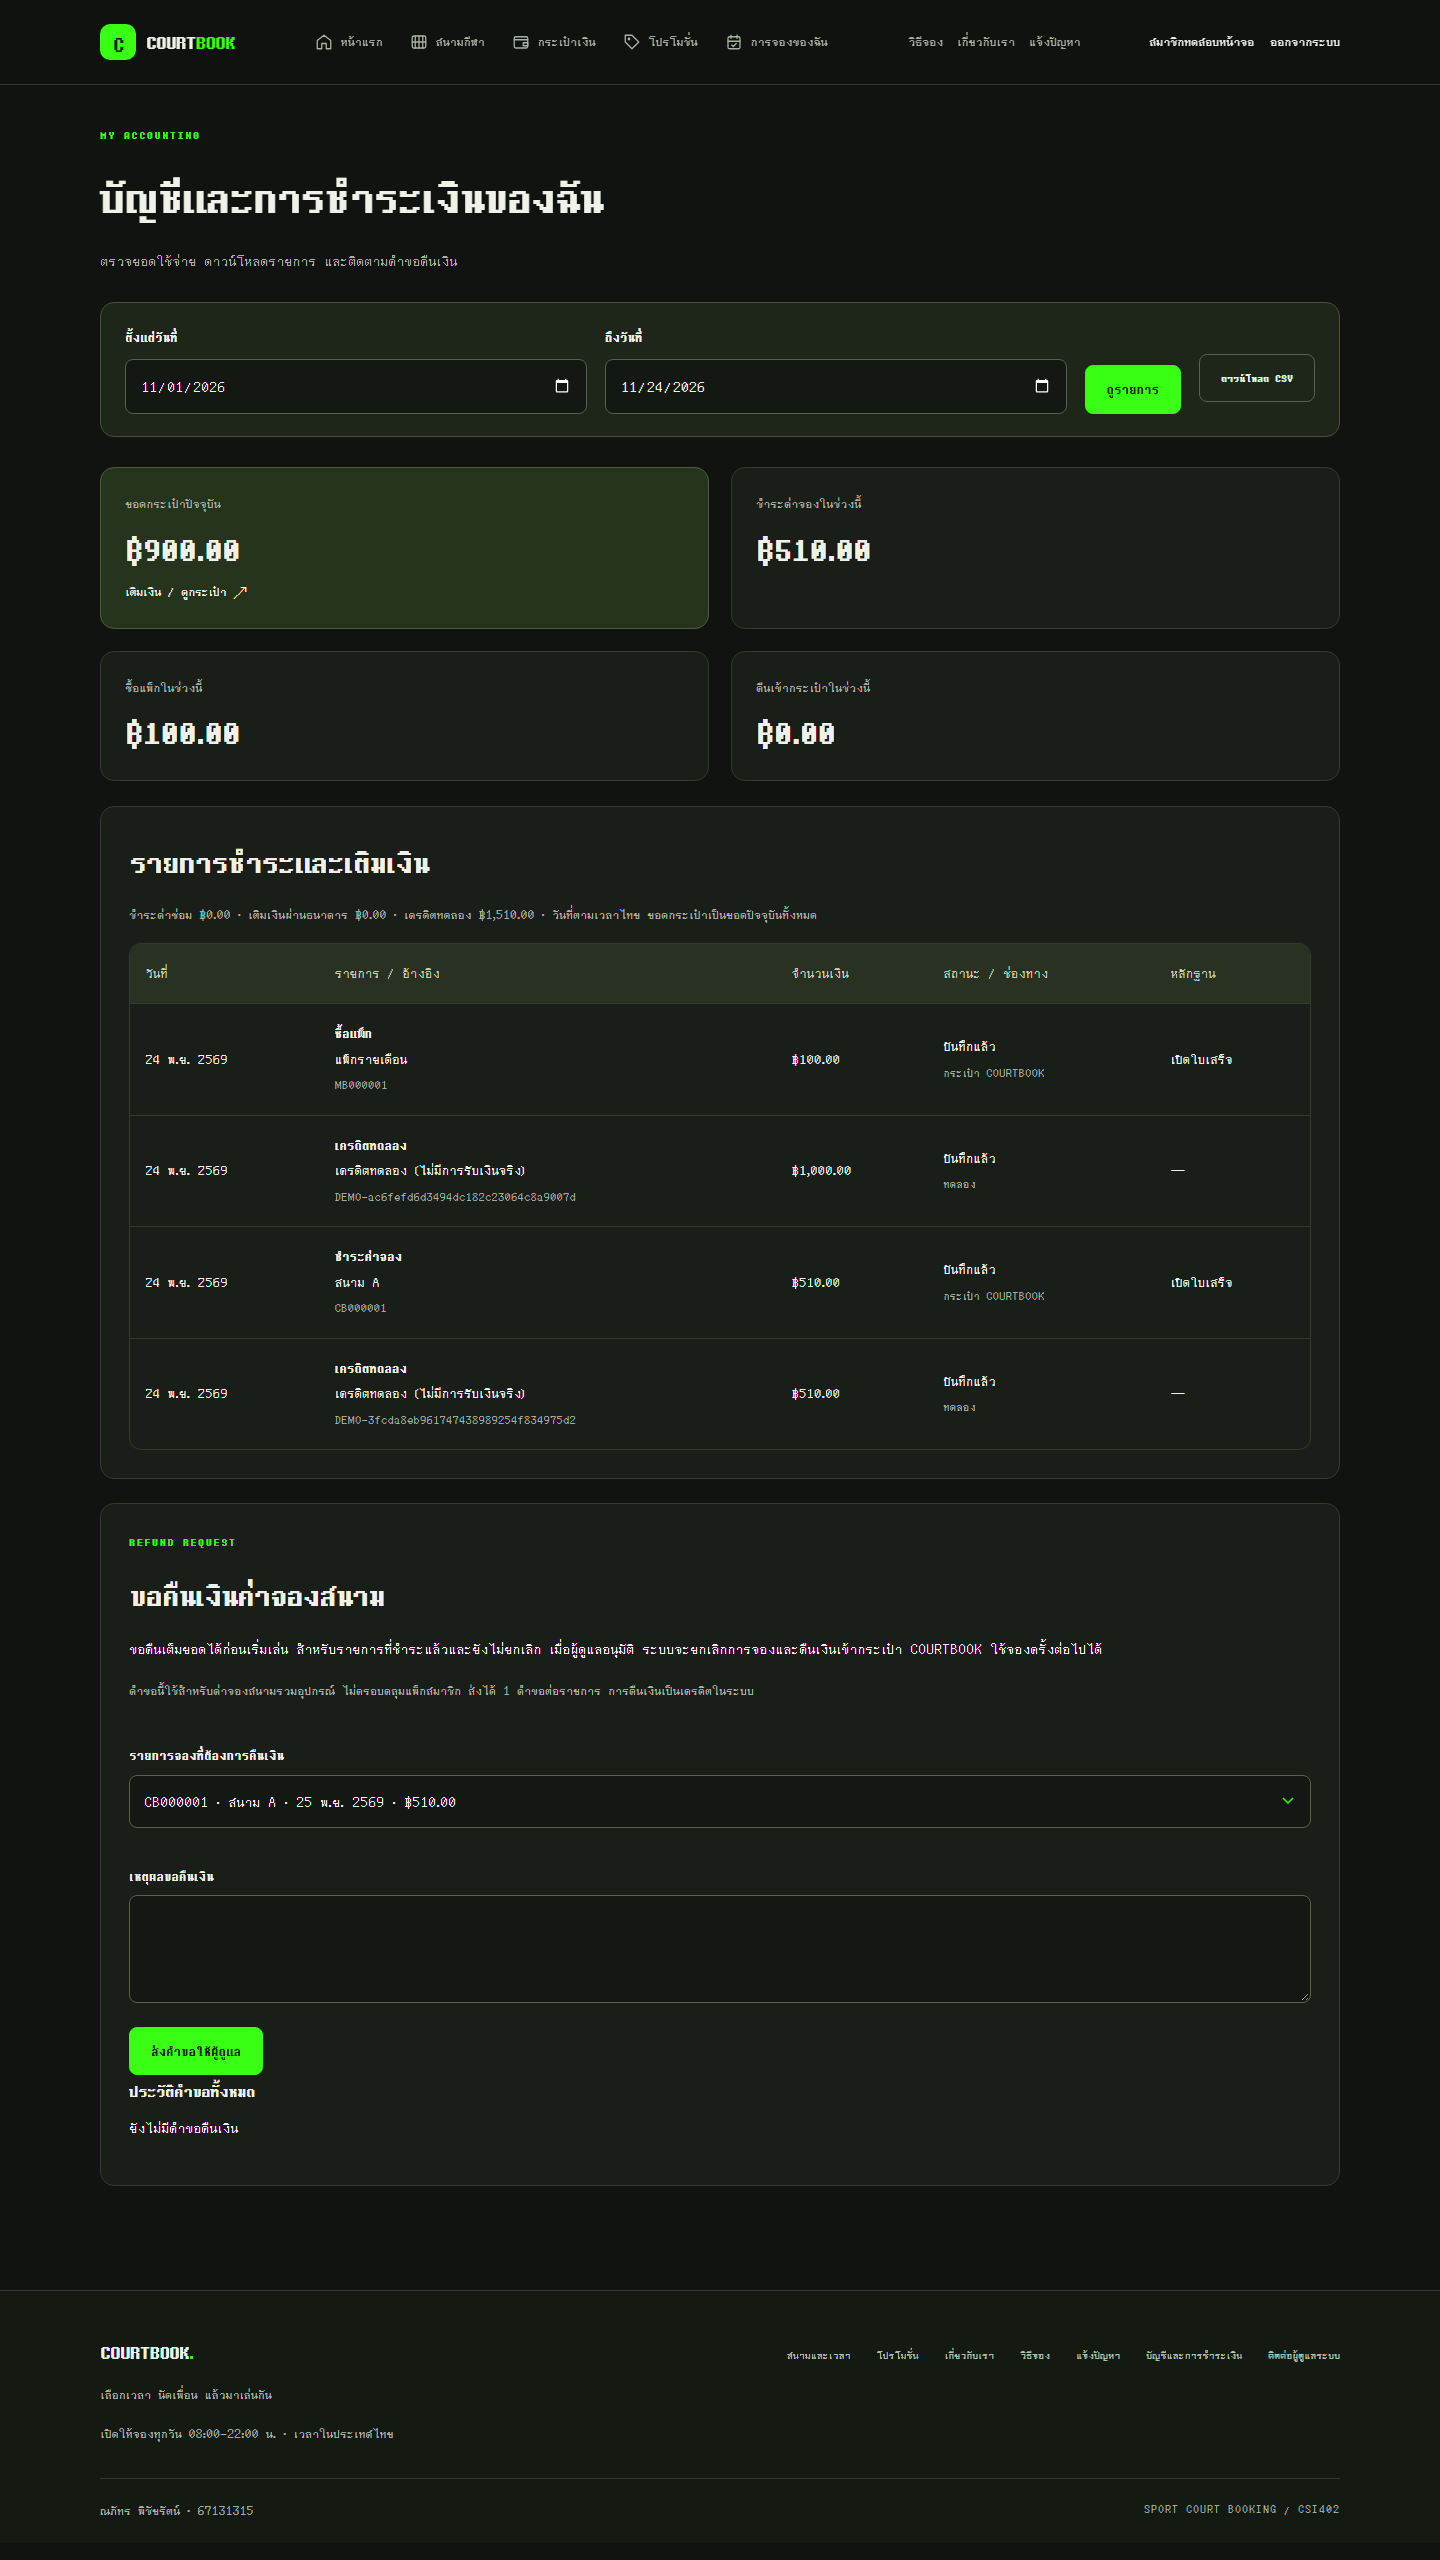 C COURTBOOK
หน้าแรก
สนามกีฬา
กระเป๋าเงิน
โปรโมชั่น
การจองของฉัน
วิธีจอง
เกี่ยวกับเรา
แจ้งปัญหา
สมาชิกทดสอบหน้าจอ
ออกจากระบบ
MY ACCOUNTING
บัญชีและการชำระเงินของฉัน
ตรวจยอดใช้จ่าย ดาวน์โหลดรายการ และติดตามคำขอคืนเงิน
ตั้งแต่วันที่
11/01/2026
ถึงวันที่
11/24/2026
ดูรายการ
ดาวน์โหลด CSV
ยอดกระเป๋าปัจจุบัน
฿900.00
เติมเงิน / ดูกระเป๋า ↗
ชำระค่าจองในช่วงนี้
฿510.00
ซื้อแพ็กในช่วงนี้
฿100.00
คืนเข้ากระเป๋าในช่วงนี้
฿0.00
รายการชำระและเติมเงิน
ชำระค่าซ่อม ฿0.00 · เติมเงินผ่านธนาคาร ฿0.00 · เครดิตทดลอง ฿1,510.00 · วันที่ตามเวลาไทย ยอดกระเป๋าเป็นยอดปัจจุบันทั้งหมด
วันที่ รายการ / อ้างอิง จำนวนเงิน สถานะ / ช่องทาง หลักฐาน
ซื้อแพ็ก
24 พ.ย. 2569 แพ็กรายเดือน ฿100.00 บันทึกแล้ว เปิดใบเสร็จ
MB000001 กระเป๋า COURTBOOK
เครดิตทดลอง
24 พ.ย. 2569 เครดิตทดลอง (ไม่มีการรับเงินจริง) ฿1,000.00 บันทึกแล้ว —
DEMO-ac6fefd6d3494dc182c23064c8a9007d ทดลอง
ชำระค่าจอง
24 พ.ย. 2569 สนาม A ฿510.00 บันทึกแล้ว เปิดใบเสร็จ
CB000001 กระเป๋า COURTBOOK
เครดิตทดลอง
24 พ.ย. 2569 เครดิตทดลอง (ไม่มีการรับเงินจริง) ฿510.00 บันทึกแล้ว —
DEMO-3fcda8eb961747438989254f834975d2 ทดลอง
REFUND REQUEST
ขอคืนเงินค่าจองสนาม
ขอคืนเต็มยอดได้ก่อนเริ่มเล่น สำหรับรายการที่ชำระแล้วและยังไม่ยกเลิก เมื่อผู้ดูแลอนุมัติ ระบบจะยกเลิกการจองและคืนเงินเข้ากระเป๋า COURTBOOK ใช้จองครั้งต่อไปได้
คำขอนี้ใช้สำหรับค่าจองสนามรวมอุปกรณ์ ไม่ครอบคลุมแพ็กสมาชิก ส่งได้ 1 คำขอต่อรายการ การคืนเงินเป็นเครดิตในระบบ
รายการจองที่ต้องการคืนเงิน
CB000001 · สนาม A · 25 พ.ย. 2569 · ฿510.00
เหตุผลขอคืนเงิน
ส่งคำขอให้ผู้ดูแล
ประวัติคำขอทั้งหมด
ยังไม่มีคำขอคืนเงิน
COURTBOOK.
สนามและเวลา
โปรโมชั่น
เกี่ยวกับเรา
วิธีจอง
แจ้งปัญหา
บัญชีและการชำระเงิน
ติดต่อผู้ดูแลระบบ
เลือกเวลา นัดเพื่อน แล้วมาเล่นกัน
เปิดให้จองทุกวัน 08:00–22:00 น. · เวลาในประเทศไทย
ณภัทร พิชัยรัตน์ · 67131315
SPORT COURT BOOKING / CSI402